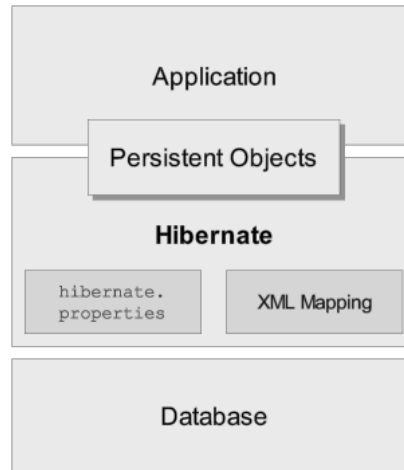 Application
Persistent Objects
Hibernate
hibernate.
properties
XML Mapping
Database